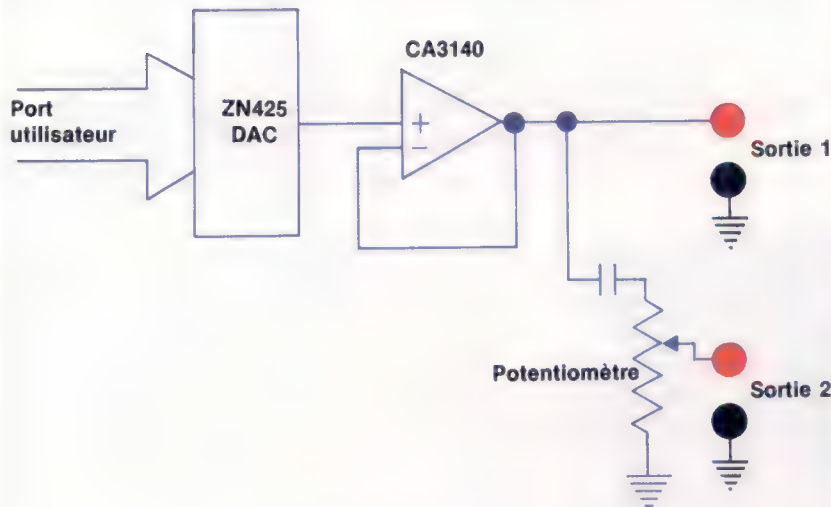 CA3140
Port
utilisateur
ZN425
DAC
+
−
Sortie 1
Potentiomètre
Sortie 2